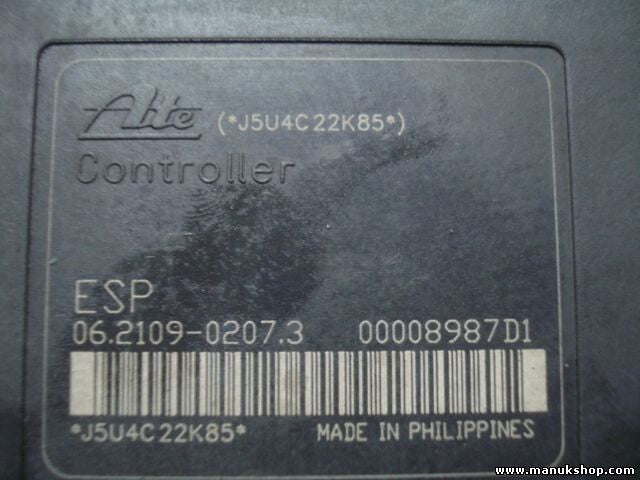 Ate (*J5U4C22K85*)
Controller
ESP
06.2109-0207.3 00008987D1
*J5U4C22K85* MADE IN PHILIPPINES
www.manukshop.com